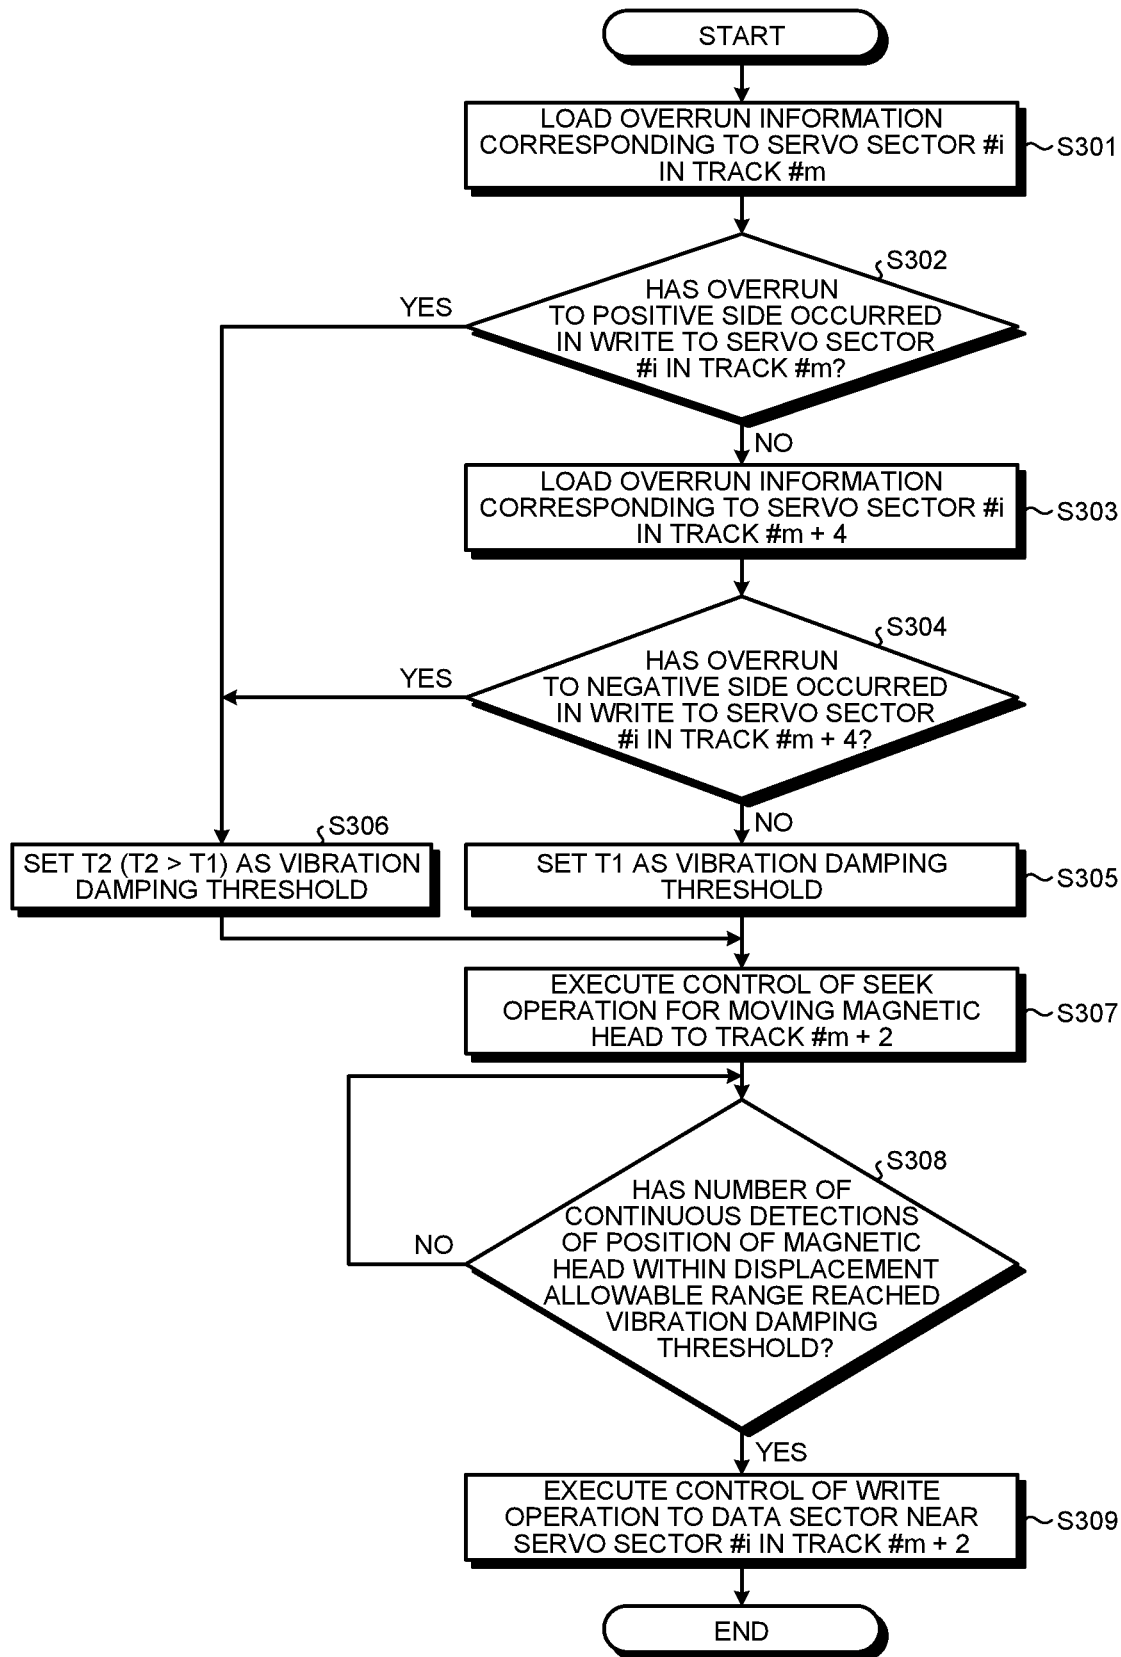 START
LOAD OVERRUN INFORMATION
CORRESPONDING TO SERVO SECTOR #i
IN TRACK #m
S301
S302
HAS OVERRUN
TO POSITIVE SIDE OCCURRED
IN WRITE TO SERVO SECTOR
#i IN TRACK #m?
YES
NO
LOAD OVERRUN INFORMATION
CORRESPONDING TO SERVO SECTOR #i
IN TRACK #m + 4
S303
S304
HAS OVERRUN
TO NEGATIVE SIDE OCCURRED
IN WRITE TO SERVO SECTOR
#i IN TRACK #m + 4?
YES
NO
S306
SET T2 (T2 > T1) AS VIBRATION
DAMPING THRESHOLD
SET T1 AS VIBRATION DAMPING
THRESHOLD
S305
EXECUTE CONTROL OF SEEK
OPERATION FOR MOVING MAGNETIC
HEAD TO TRACK #m + 2
S307
S308
HAS NUMBER OF
CONTINUOUS DETECTIONS
OF POSITION OF MAGNETIC
HEAD WITHIN DISPLACEMENT
ALLOWABLE RANGE REACHED
VIBRATION DAMPING
THRESHOLD?
NO
YES
EXECUTE CONTROL OF WRITE
OPERATION TO DATA SECTOR NEAR
SERVO SECTOR #i IN TRACK #m + 2
S309
END